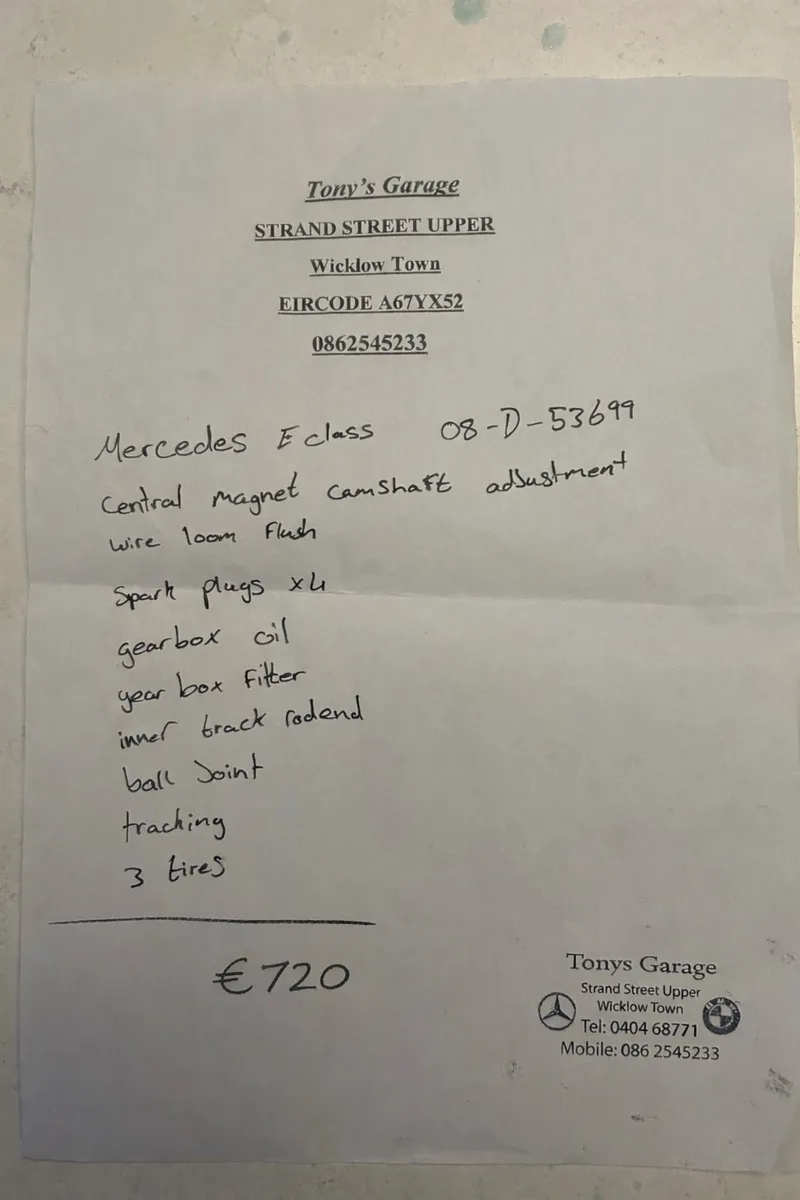 Tony's Garage
STRAND STREET UPPER
Wicklow Town
EIRCODE A67YX52
0862545233
Mercedes E class 08-D-53699
Central magnet camshaft adjustment
wire loom flush
Spark plugs x4
gearbox oil
gear box filter
inner track rodend
ball Joint
tracking
3 tires
€720
Tonys Garage
Strand Street Upper
Wicklow Town
Tel: 0404 68771
Mobile: 086 2545233